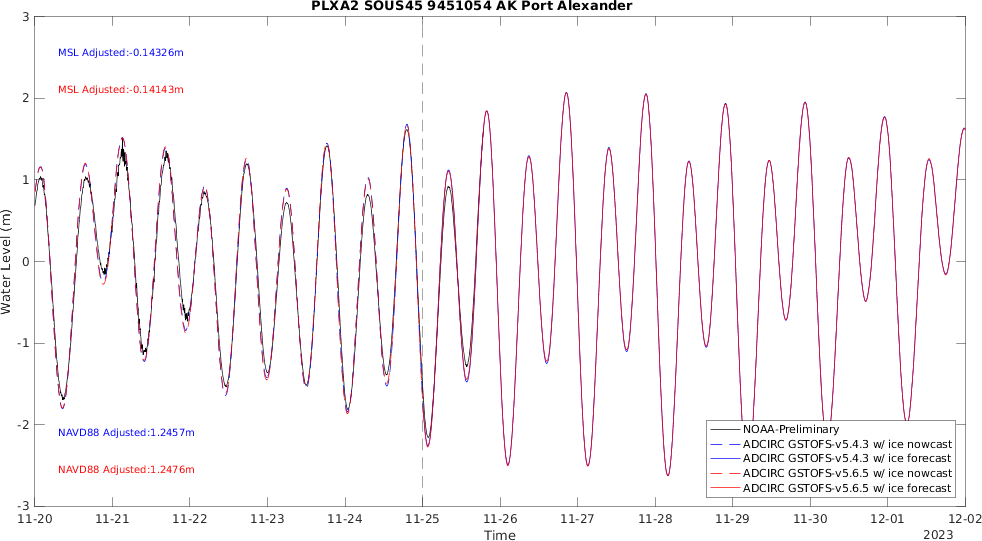 PLXA2 SOUS45 9451054 AK Port Alexander
MSL Adjusted:-0.14326m
MSL Adjusted:-0.14143m
NAVD88 Adjusted:1.2457m
NAVD88 Adjusted:1.2476m
Water Level (m)
3
2
1
0
-1
-2
-3
NOAA-Preliminary
ADCIRC GSTOFS-v5.4.3 w/ ice nowcast
ADCIRC GSTOFS-v5.4.3 w/ ice forecast
ADCIRC GSTOFS-v5.6.5 w/ ice nowcast
ADCIRC GSTOFS-v5.6.5 w/ ice forecast
11-20 11-21 11-22 11-23 11-24 11-25 11-26 11-27 11-28 11-29 11-30 12-01 12-02
Time
2023